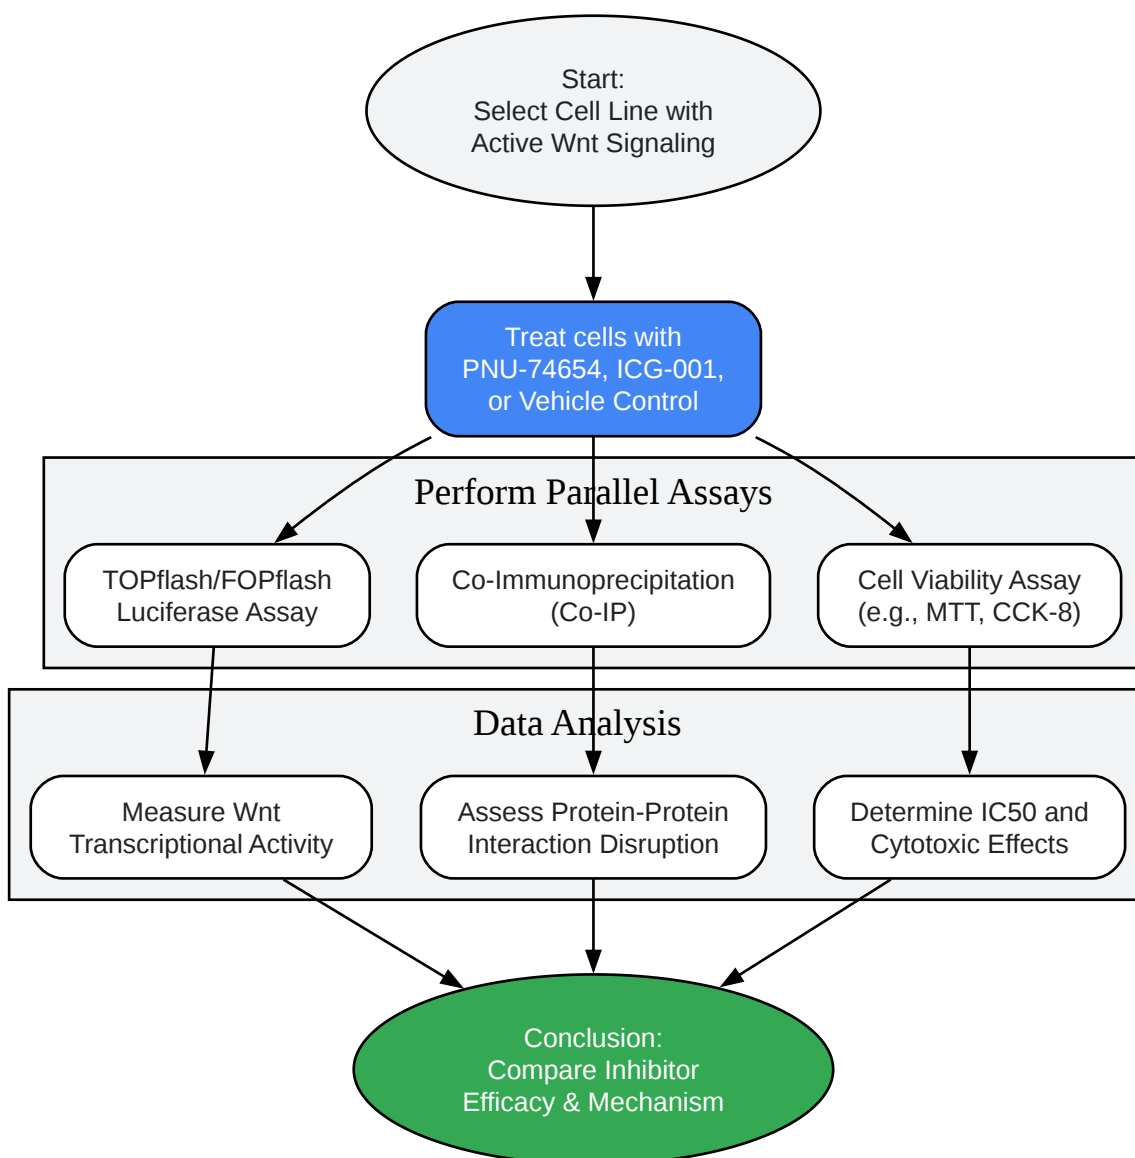 Start:
Select Cell Line with
Active Wnt Signaling
Treat cells with
PNU-74654, ICG-001,
or Vehicle Control
Perform Parallel Assays
TOPflash/FOPflash
Luciferase Assay
Co-Immunoprecipitation
(Co-IP)
Cell Viability Assay
(e.g., MTT, CCK-8)
Data Analysis
Measure Wnt
Transcriptional Activity
Assess Protein-Protein
Interaction Disruption
Determine IC50 and
Cytotoxic Effects
Conclusion:
Compare Inhibitor
Efficacy & Mechanism